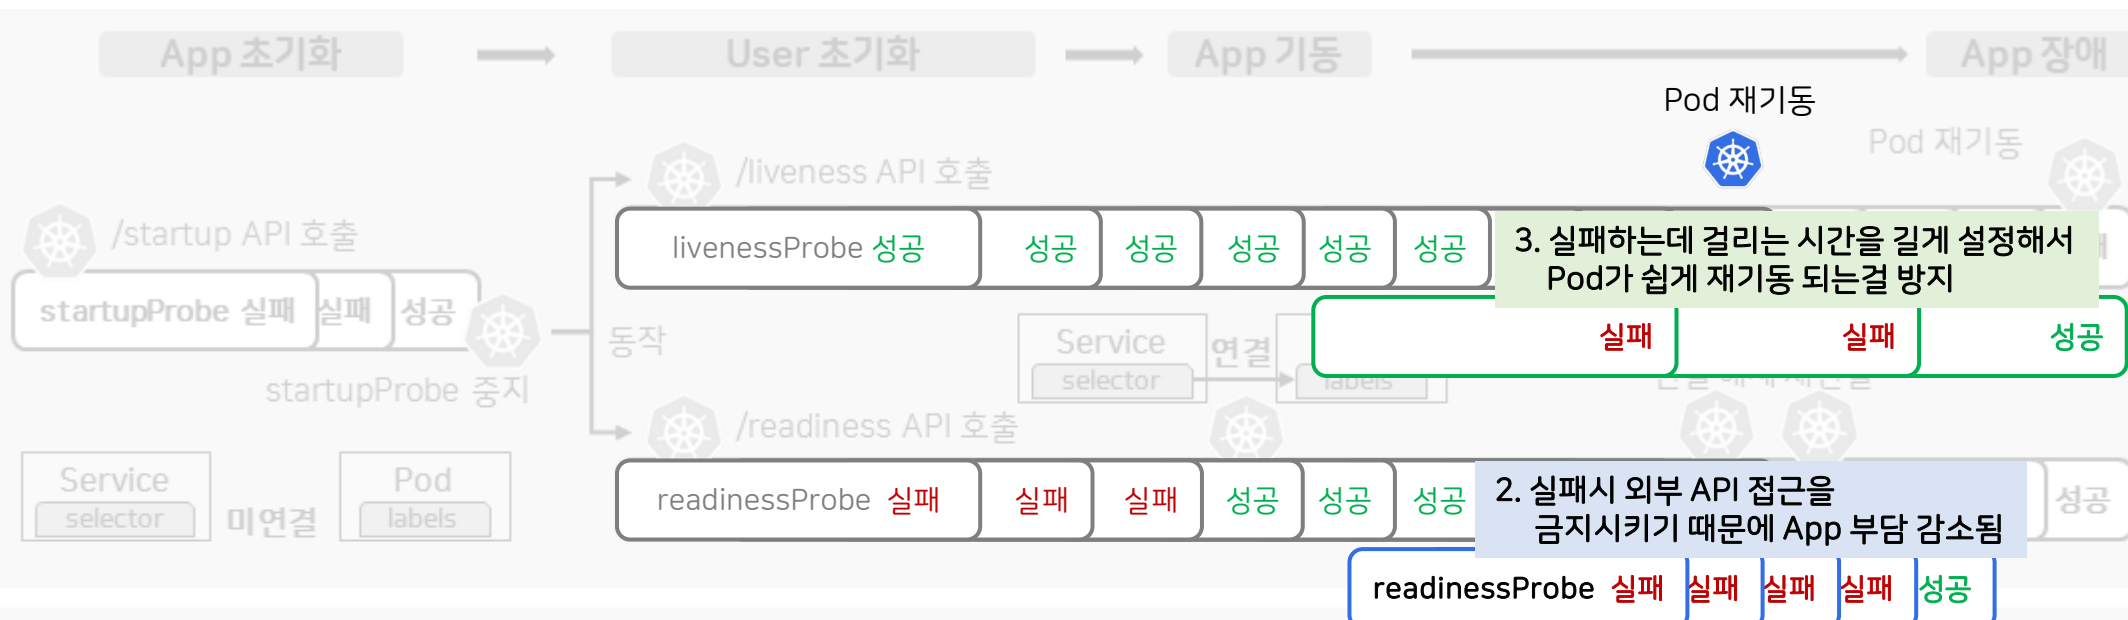 App 초기화
User 초기화
App 기동
App 장애
Pod 재기동
Pod 재기동
/liveness API 호출
/startup API 호출
livenessProbe 성공 성공 성공 성공 성공 성공
3. 실패하는데 걸리는 시간을 길게 설정해서
Pod가 쉽게 재기동 되는걸 방지
startupProbe 실패 실패 성공
실패 실패 성공
동작
Service
selector
연결
labels
startupProbe 중지
/readiness API 호출
Service
selector
미연결
Pod
labels
readinessProbe 실패 실패 실패 성공 성공 성공
2. 실패시 외부 API 접근을
금지시키기 때문에 App 부담 감소됨
성공
readinessProbe 실패 실패 실패 실패 성공